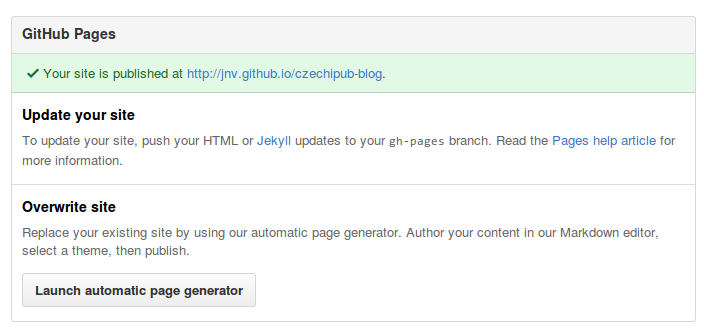 GitHub Pages
Your site is published at http://jnv.github.io/czechipub-blog.
Update your site
To update your site, push your HTML or Jekyll updates to your gh-pages branch. Read the Pages help article for
more information.
Overwrite site
Replace your existing site by using our automatic page generator. Author your content in our Markdown editor,
select a theme, then publish.
Launch automatic page generator